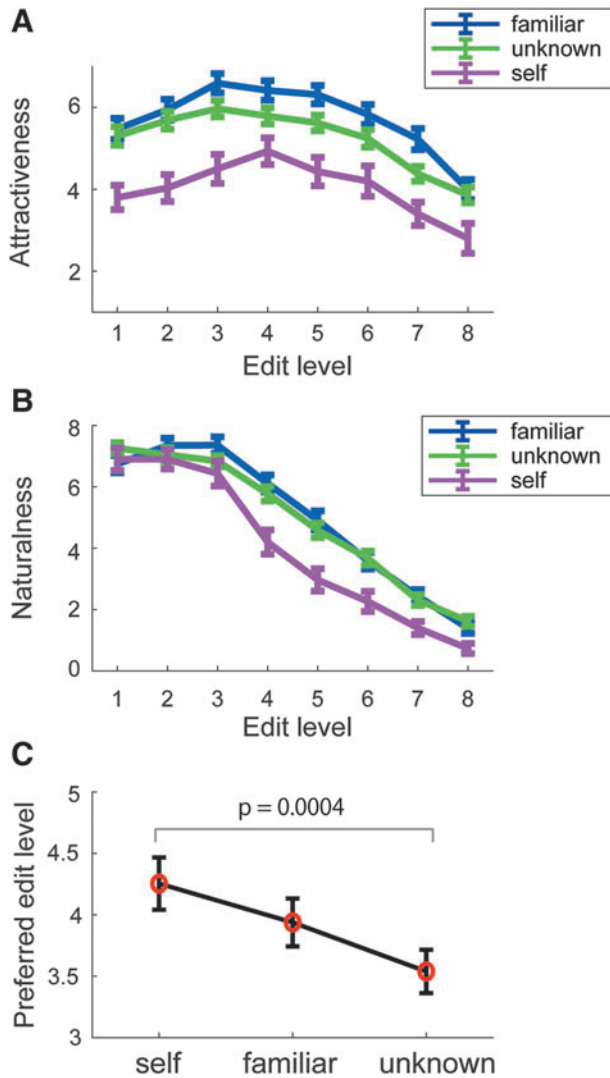 A
familiar
unknown
self
6
4
2
Attractiveness
1 2 3 4 5 6 7 8
Edit level
B
familiar
unknown
self
8
6
4
2
0
Naturalness
1 2 3 4 5 6 7 8
Edit level
C
p = 0.0004
5
4.5
4
3.5
3
Preferred edit level
self familiar unknown